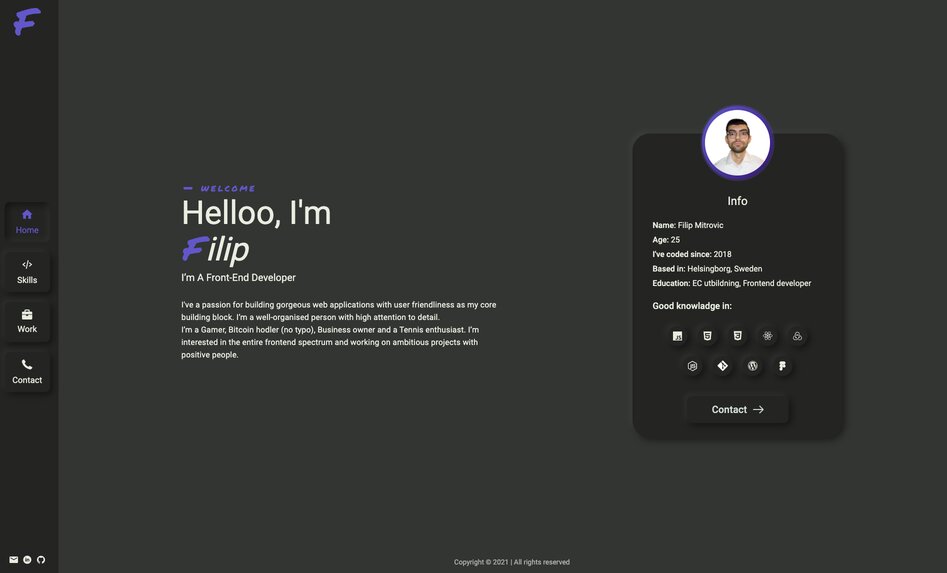 F
Home
Skills
Work
Contact
WELCOME
Helloo, I'm
Filip
I'm A Front-End Developer
I've a passion for building gorgeous web applications with user friendliness as my core
building block. I'm a well-organised person with high attention to detail.
I'm a Gamer, Bitcoin hodler (no typo), Business owner and a Tennis enthusiast. I'm
interested in the entire frontend spectrum and working on ambitious projects with
positive people.
Info
Name: Filip Mitrovic
Age: 25
I've coded since: 2018
Based in: Helsingborg, Sweden
Education: EC utbildning, Frontend developer
Good knowladge in:
Contact
Copyright © 2021 | All rights reserved